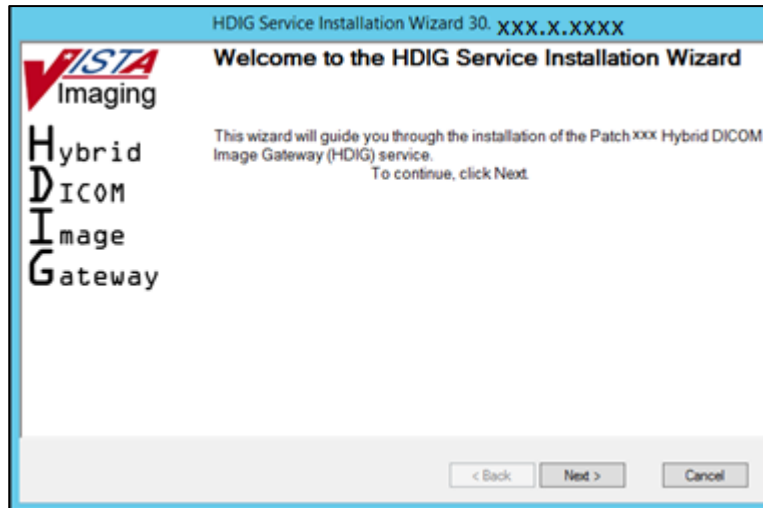 HDIG Service Installation Wizard 30. xxx.x.xxxx
VISTA
Imaging
Hybrid
DICOM
Image
Gateway
Welcome to the HDIG Service Installation Wizard
This wizard will guide you through the installation of the Patch xxx Hybrid DICOM
Image Gateway (HDIG) service.
To continue, click Next.
< Back
Next >
Cancel